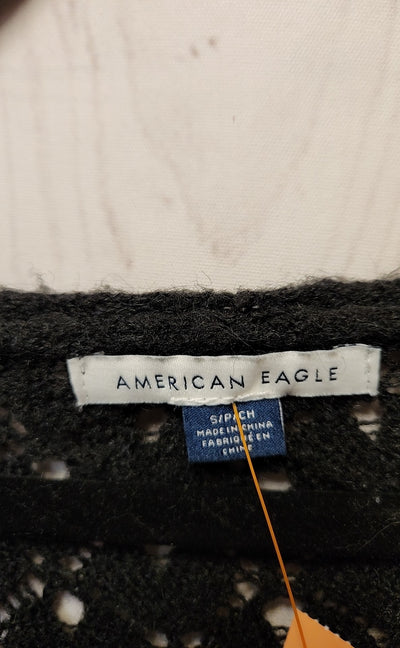 AMERICAN EAGLE
S/P/CH
MADE IN CHINA
FABRIQUÉ EN
CHINE